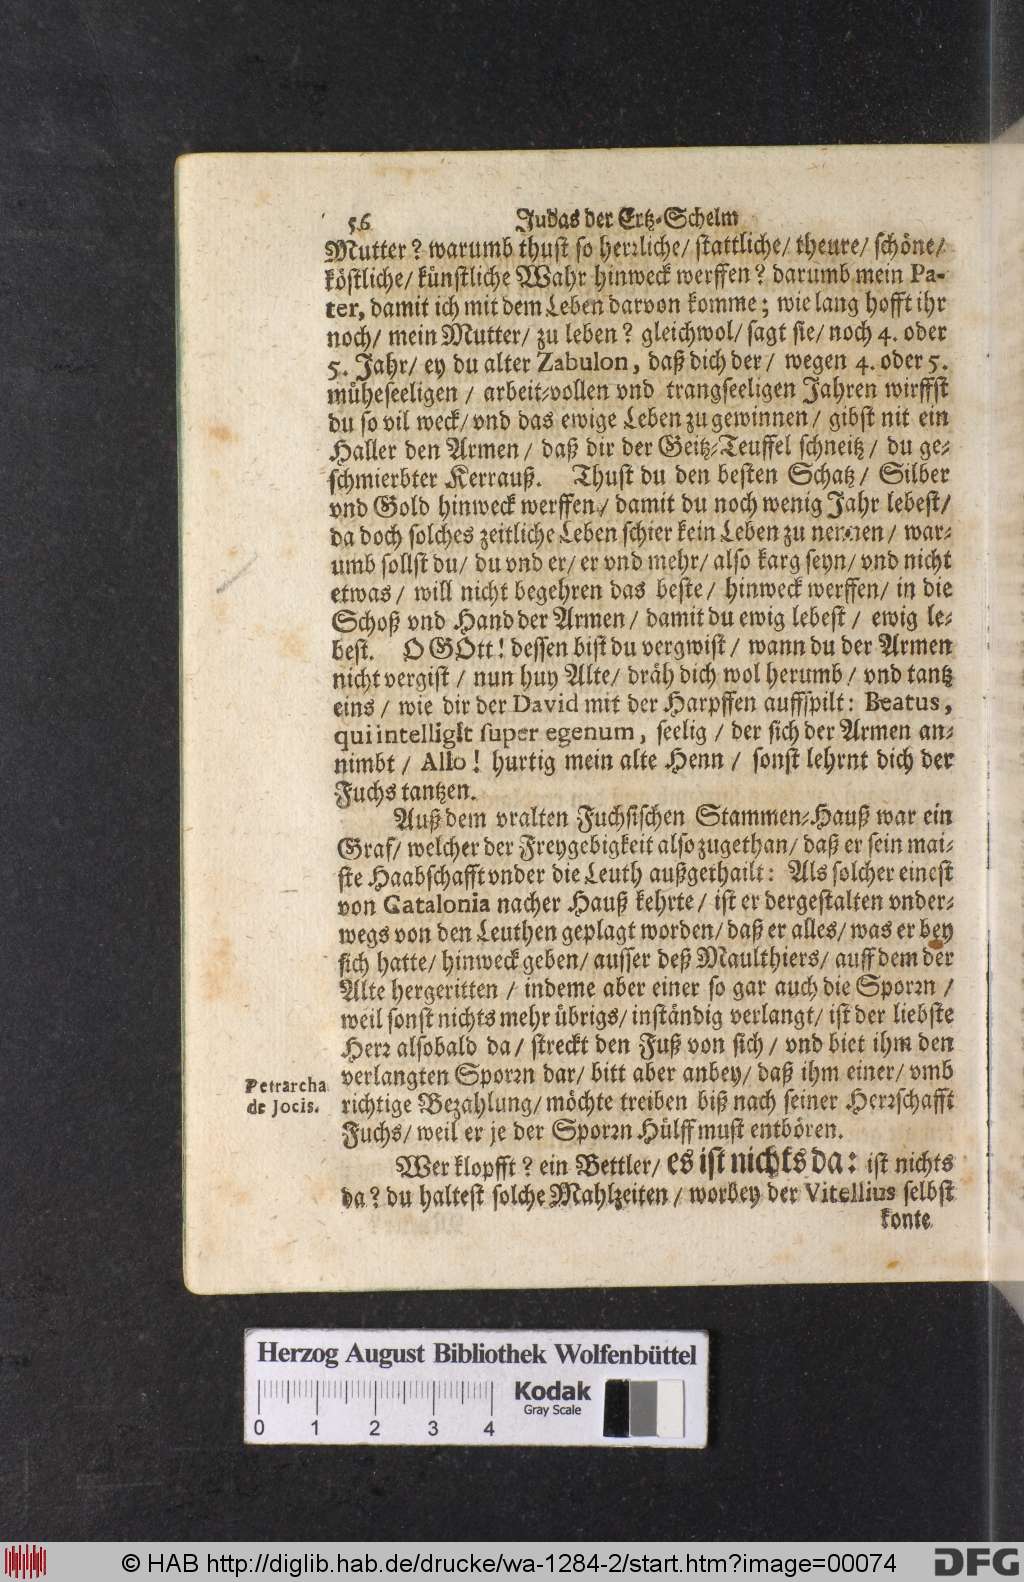 56 Judas der Ertz-Schelm
Mutter? warumb thust so herꝛliche/ stattliche/ theure/ schöne/
köstliche/ künstliche Wahr hinweck werffen? darumb mein Pa-
ter, damit ich mit dem Leben darvon komme; wie lang hofft ihr
noch/ mein Mutter/ zu leben? gleichwol/ sagt sie/ noch 4. oder
5. Jahr/ ey du alter Zabulon, daß dich der/ wegen 4. oder 5.
müheseeligen/ arbeit-vollen vnd trangseeligen Jahren wirffst
du so vil weck/ vnd das ewige Leben zu gewinnen/ gibst nit ein
Haller den Armen/ daß dir der Geitz-Teuffel schneitz/ du ge-
schmierbter Kerrauß. Thust du den besten Schatz/ Silber
vnd Gold hinweck werffen/ damit du noch wenig Jahr lebest/
da doch solches zeitliche Leben schier kein Leben zu nennen/ war-
umb sollst du/ du vnd er/ er vnd mehr/ also karg seyn/ vnd nicht
etwas/ will nicht begehren das beste/ hinweck werffen/ in die
Schoß vnd Hand der Armen/ damit du ewig lebest/ ewig le-
best. O GOtt! dessen bist du vergwist/ wann du der Armen
nicht vergist/ nun huy Alte/ dräh dich wol herumb/ vnd tantz
eins/ wie dir der David mit der Harpffen auffspilt: Beatus,
qui intelligit super egenum, seelig/ der sich der Armen an-
nimbt/ Allo! hurtig mein alte Henn/ sonst lehrnt dich der
Fuchs tantzen.
Auß dem vralten Fuchsischen Stammen-Hauß war ein
Graf/ welcher der Freygebigkeit also zugethan/ daß er sein mai-
ste Haabschafft vnder die Leuth außgethailt: Als solcher einest
von Catalonia nacher Hauß kehrte/ ist er dergestalten vnder-
wegs von den Leuthen geplagt worden/ daß er alles/ was er bey
sich hatte/ hinweck geben/ ausser deß Maulthiers/ auff dem der
Alte hergeritten/ indeme aber einer so gar auch die Sporꝛn/
weil sonst nichts mehr übrigs/ inständig verlangt/ ist der liebste
Herꝛ alsobald da/ streckt den Fuß von sich/ vnd biet ihm den
verlangten Sporꝛn dar/ bitt aber anbey/ daß ihm einer/ vmb
Petrarcha
de Jocis.
richtige Bezahlung/ möchte treiben biß nach seiner Herꝛschafft
Fuchs/ weil er je der Sporꝛn Hülff must entbören.
Wer klopfft? ein Bettler/ es ist nichts da: ist nichts
da? du haltest solche Mahlzeiten/ worbey der Vitellius selbst
konte
Herzog August Bibliothek Wolfenbüttel
Kodak
Gray Scale
0 1 2 3 4
© HAB http://diglib.hab.de/drucke/wa-1284-2/start.htm?image=00074
DFG